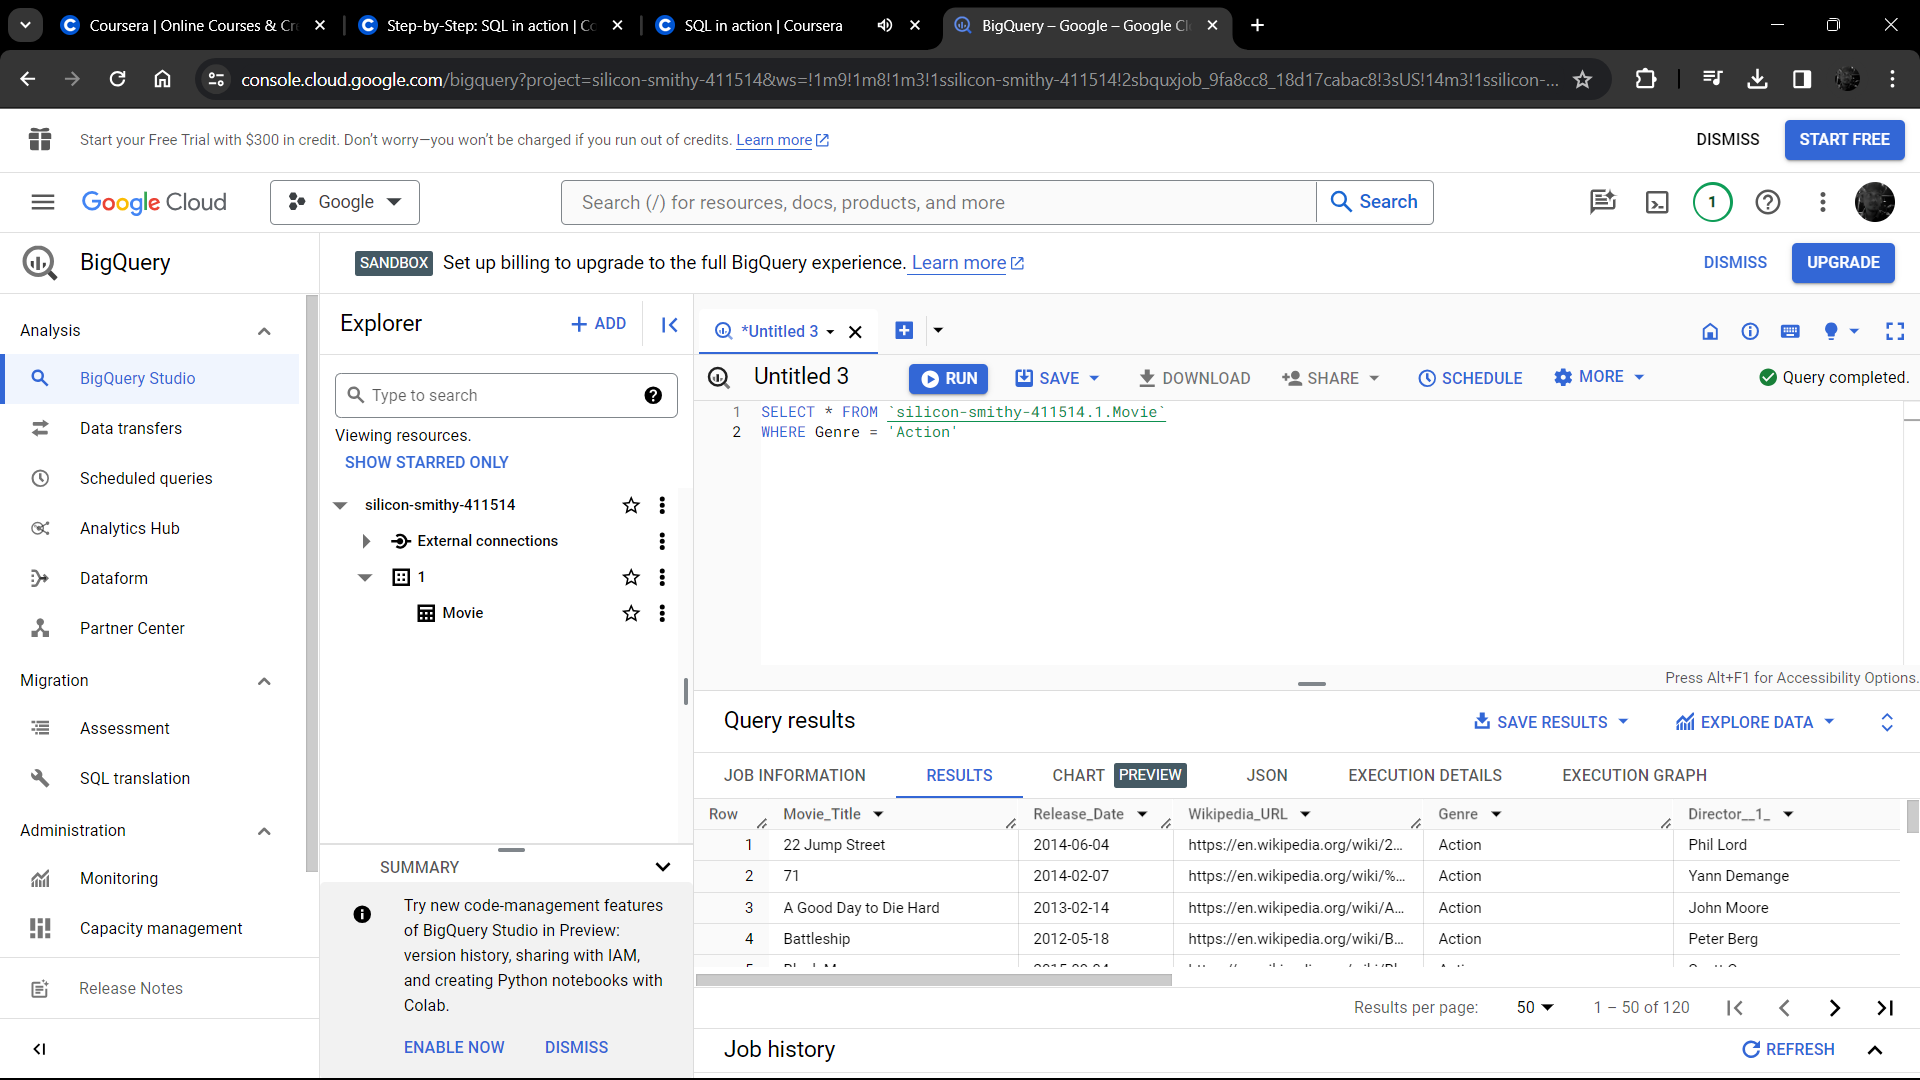 Coursera | Online Courses & Cr
Step-by-Step: SQL in action | Co
SQL in action | Coursera
BigQuery – Google – Google Cl
console.cloud.google.com/bigquery?project=silicon-smithy-411514&ws=!1m9!1m8!1m3!1ssilicon-smithy-411514!2sbquxjob_9fa8cc8_18d17cabac8!3sUS!14m3!1ssilicon-...
Start your Free Trial with $300 in credit. Don't worry—you won't be charged if you run out of credits. Learn more
DISMISS
START FREE
Google Cloud
Google
Search (/) for resources, docs, products, and more
Search
1
BigQuery
SANDBOX Set up billing to upgrade to the full BigQuery experience. Learn more
DISMISS
UPGRADE
Analysis
BigQuery Studio
Data transfers
Scheduled queries
Analytics Hub
Dataform
Partner Center
Migration
Assessment
SQL translation
Administration
Monitoring
Capacity management
Release Notes
Explorer
+ ADD
Type to search
Viewing resources.
SHOW STARRED ONLY
silicon-smithy-411514
External connections
1
Movie
SUMMARY
Try new code-management features
of BigQuery Studio in Preview:
version history, sharing with IAM,
and creating Python notebooks with
Colab.
ENABLE NOW DISMISS
*Untitled 3
Untitled 3
RUN
SAVE
DOWNLOAD
SHARE
SCHEDULE
MORE
Query completed.
1 SELECT * FROM `silicon-smithy-411514.1.Movie`
2 WHERE Genre = 'Action'
Press Alt+F1 for Accessibility Options.
Query results
SAVE RESULTS
EXPLORE DATA
JOB INFORMATION RESULTS CHART PREVIEW JSON EXECUTION DETAILS EXECUTION GRAPH
Row Movie_Title Release_Date Wikipedia_URL Genre Director__1_
1 22 Jump Street 2014-06-04 https://en.wikipedia.org/wiki/2... Action Phil Lord
2 71 2014-02-07 https://en.wikipedia.org/wiki/%... Action Yann Demange
3 A Good Day to Die Hard 2013-02-14 https://en.wikipedia.org/wiki/A... Action John Moore
4 Battleship 2012-05-18 https://en.wikipedia.org/wiki/B... Action Peter Berg
Results per page: 50 1 – 50 of 120
Job history
REFRESH